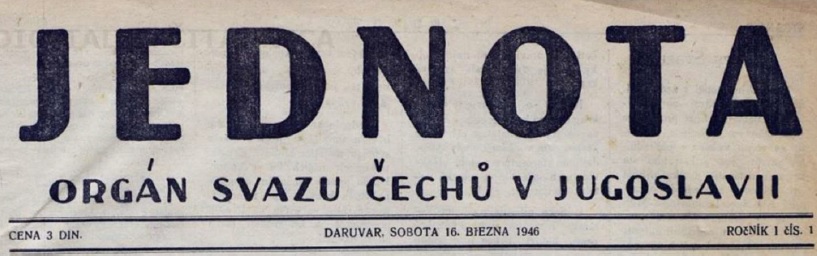 JEDNOTA
ORGÁN SVAZU ČECHŮ V JUGOSLAVII
CENA 3 DIN. DARUVAR, SOBOTA 16. BŘEZNA 1946 ROČNÍK 1 ČÍS. 1